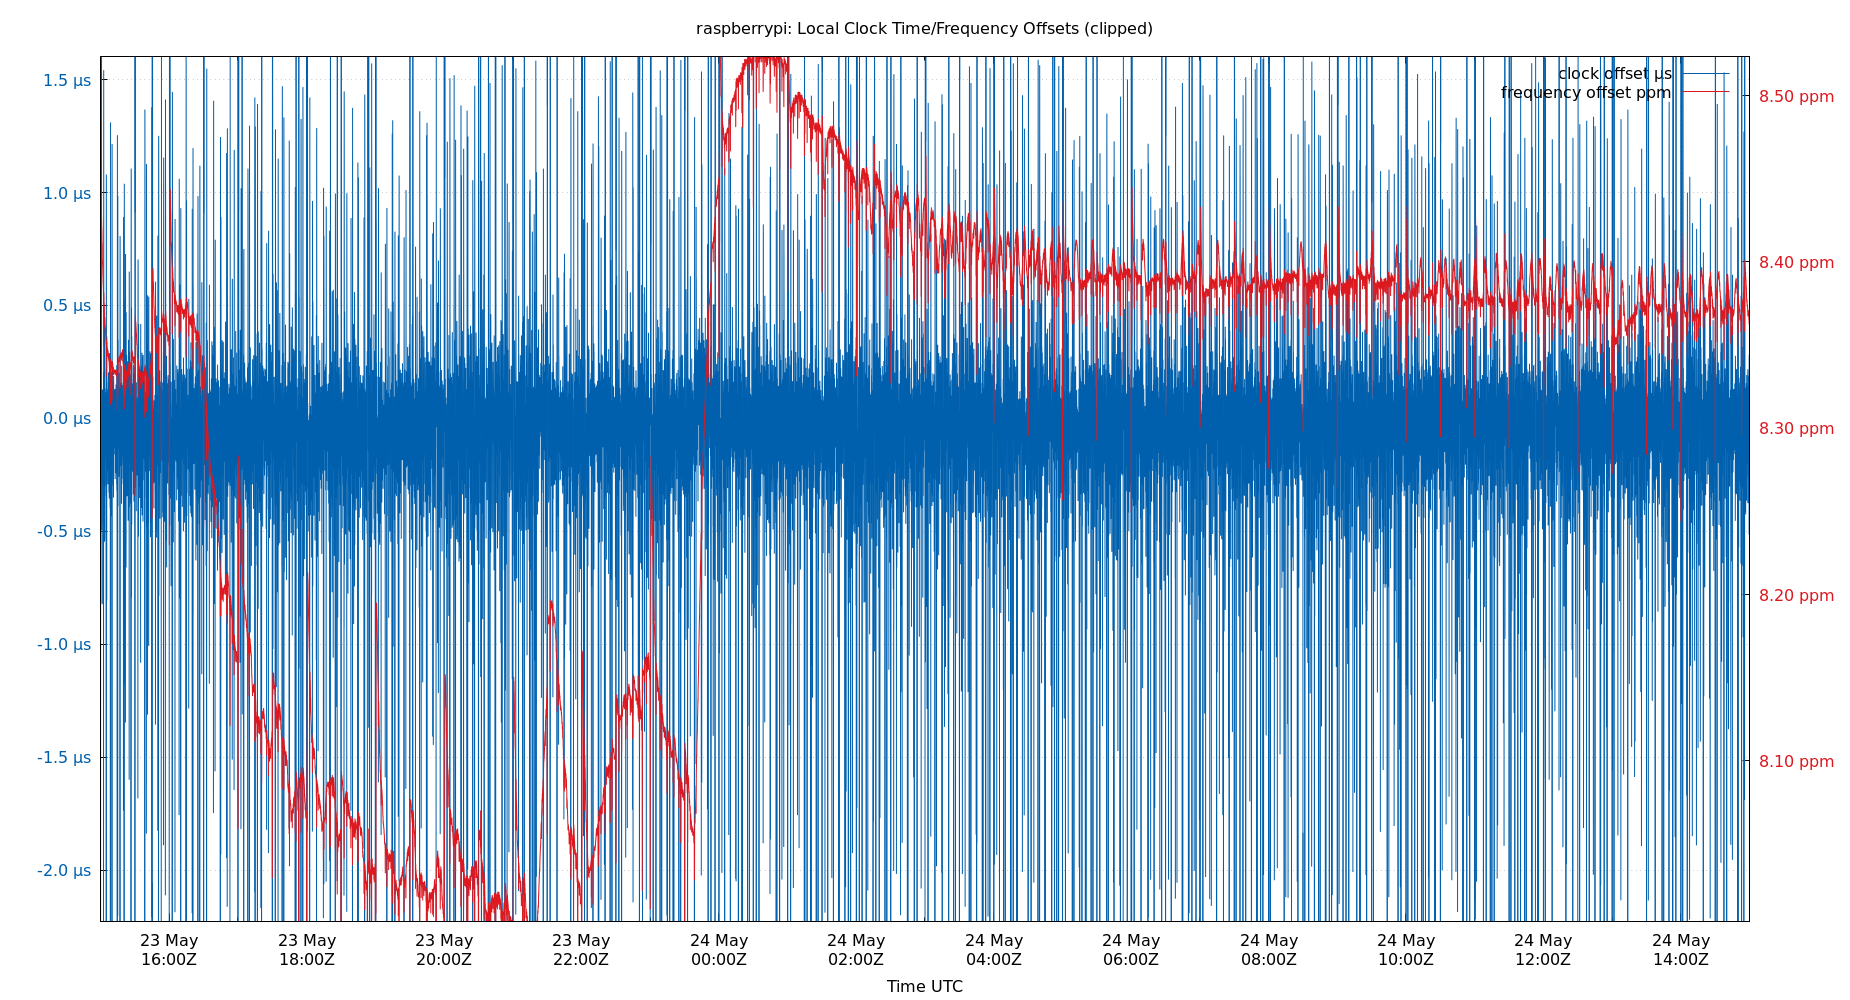 raspberrypi: Local Clock Time/Frequency Offsets (clipped)
clock offset µs
frequency offset ppm
1.5 µs
1.0 µs
0.5 µs
0.0 µs
-0.5 µs
-1.0 µs
-1.5 µs
-2.0 µs
8.50 ppm
8.40 ppm
8.30 ppm
8.20 ppm
8.10 ppm
23 May 23 May 23 May 23 May 24 May 24 May 24 May 24 May 24 May 24 May 24 May 24 May
16:00Z 18:00Z 20:00Z 22:00Z 00:00Z 02:00Z 04:00Z 06:00Z 08:00Z 10:00Z 12:00Z 14:00Z
Time UTC